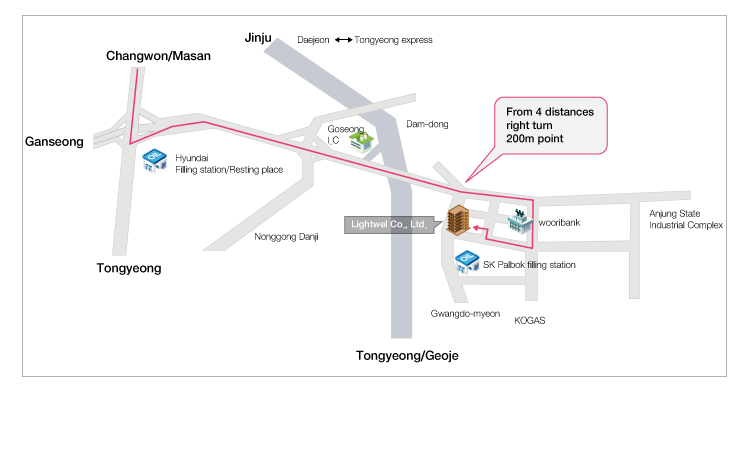 Jinju
Daejeon
Tongyeong express
Changwon/Masan
From 4 distances
right turn
200m point
Dam-dong
Goseong
I,C
Ganseong
Hyundai
Filling station/Resting place
Lightwel Co., Ltd.
wooribank
Anjung State
Industrial Complex
Nonggong Danji
Tongyeong
OIL
OIL
SK Palbok filling station
Gwangdo-myeon
KOGAS
Tongyeong/Geoje